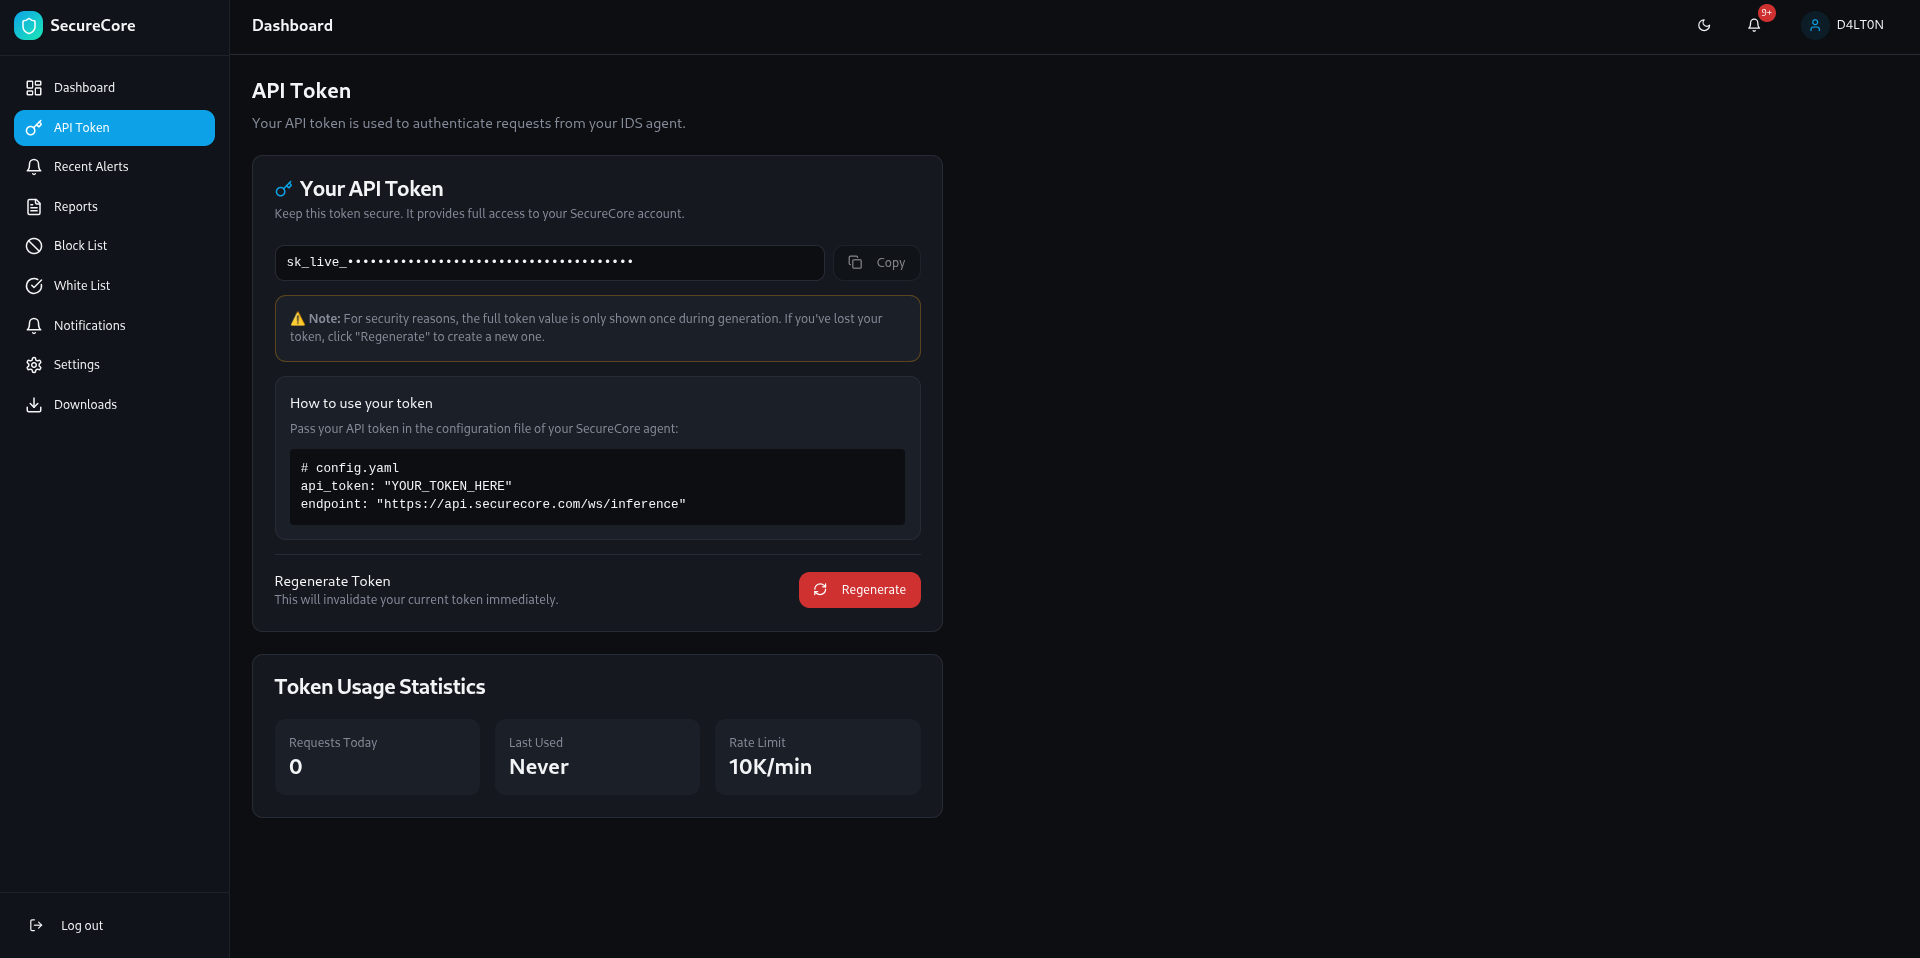 SecureCore
Dashboard
9+
D4LT0N
Dashboard
API Token
Recent Alerts
Reports
Block List
White List
Notifications
Settings
Downloads
Log out
API Token
Your API token is used to authenticate requests from your IDS agent.
Your API Token
Keep this token secure. It provides full access to your SecureCore account.
sk_live_••••••••••••••••••••••••••••••••••••••
Copy
⚠️ Note: For security reasons, the full token value is only shown once during generation. If you've lost your
token, click "Regenerate" to create a new one.
How to use your token
Pass your API token in the configuration file of your SecureCore agent:
# config.yaml
api_token: "YOUR_TOKEN_HERE"
endpoint: "https://api.securecore.com/ws/inference"
Regenerate Token
This will invalidate your current token immediately.
Regenerate
Token Usage Statistics
Requests Today
0
Last Used
Never
Rate Limit
10K/min